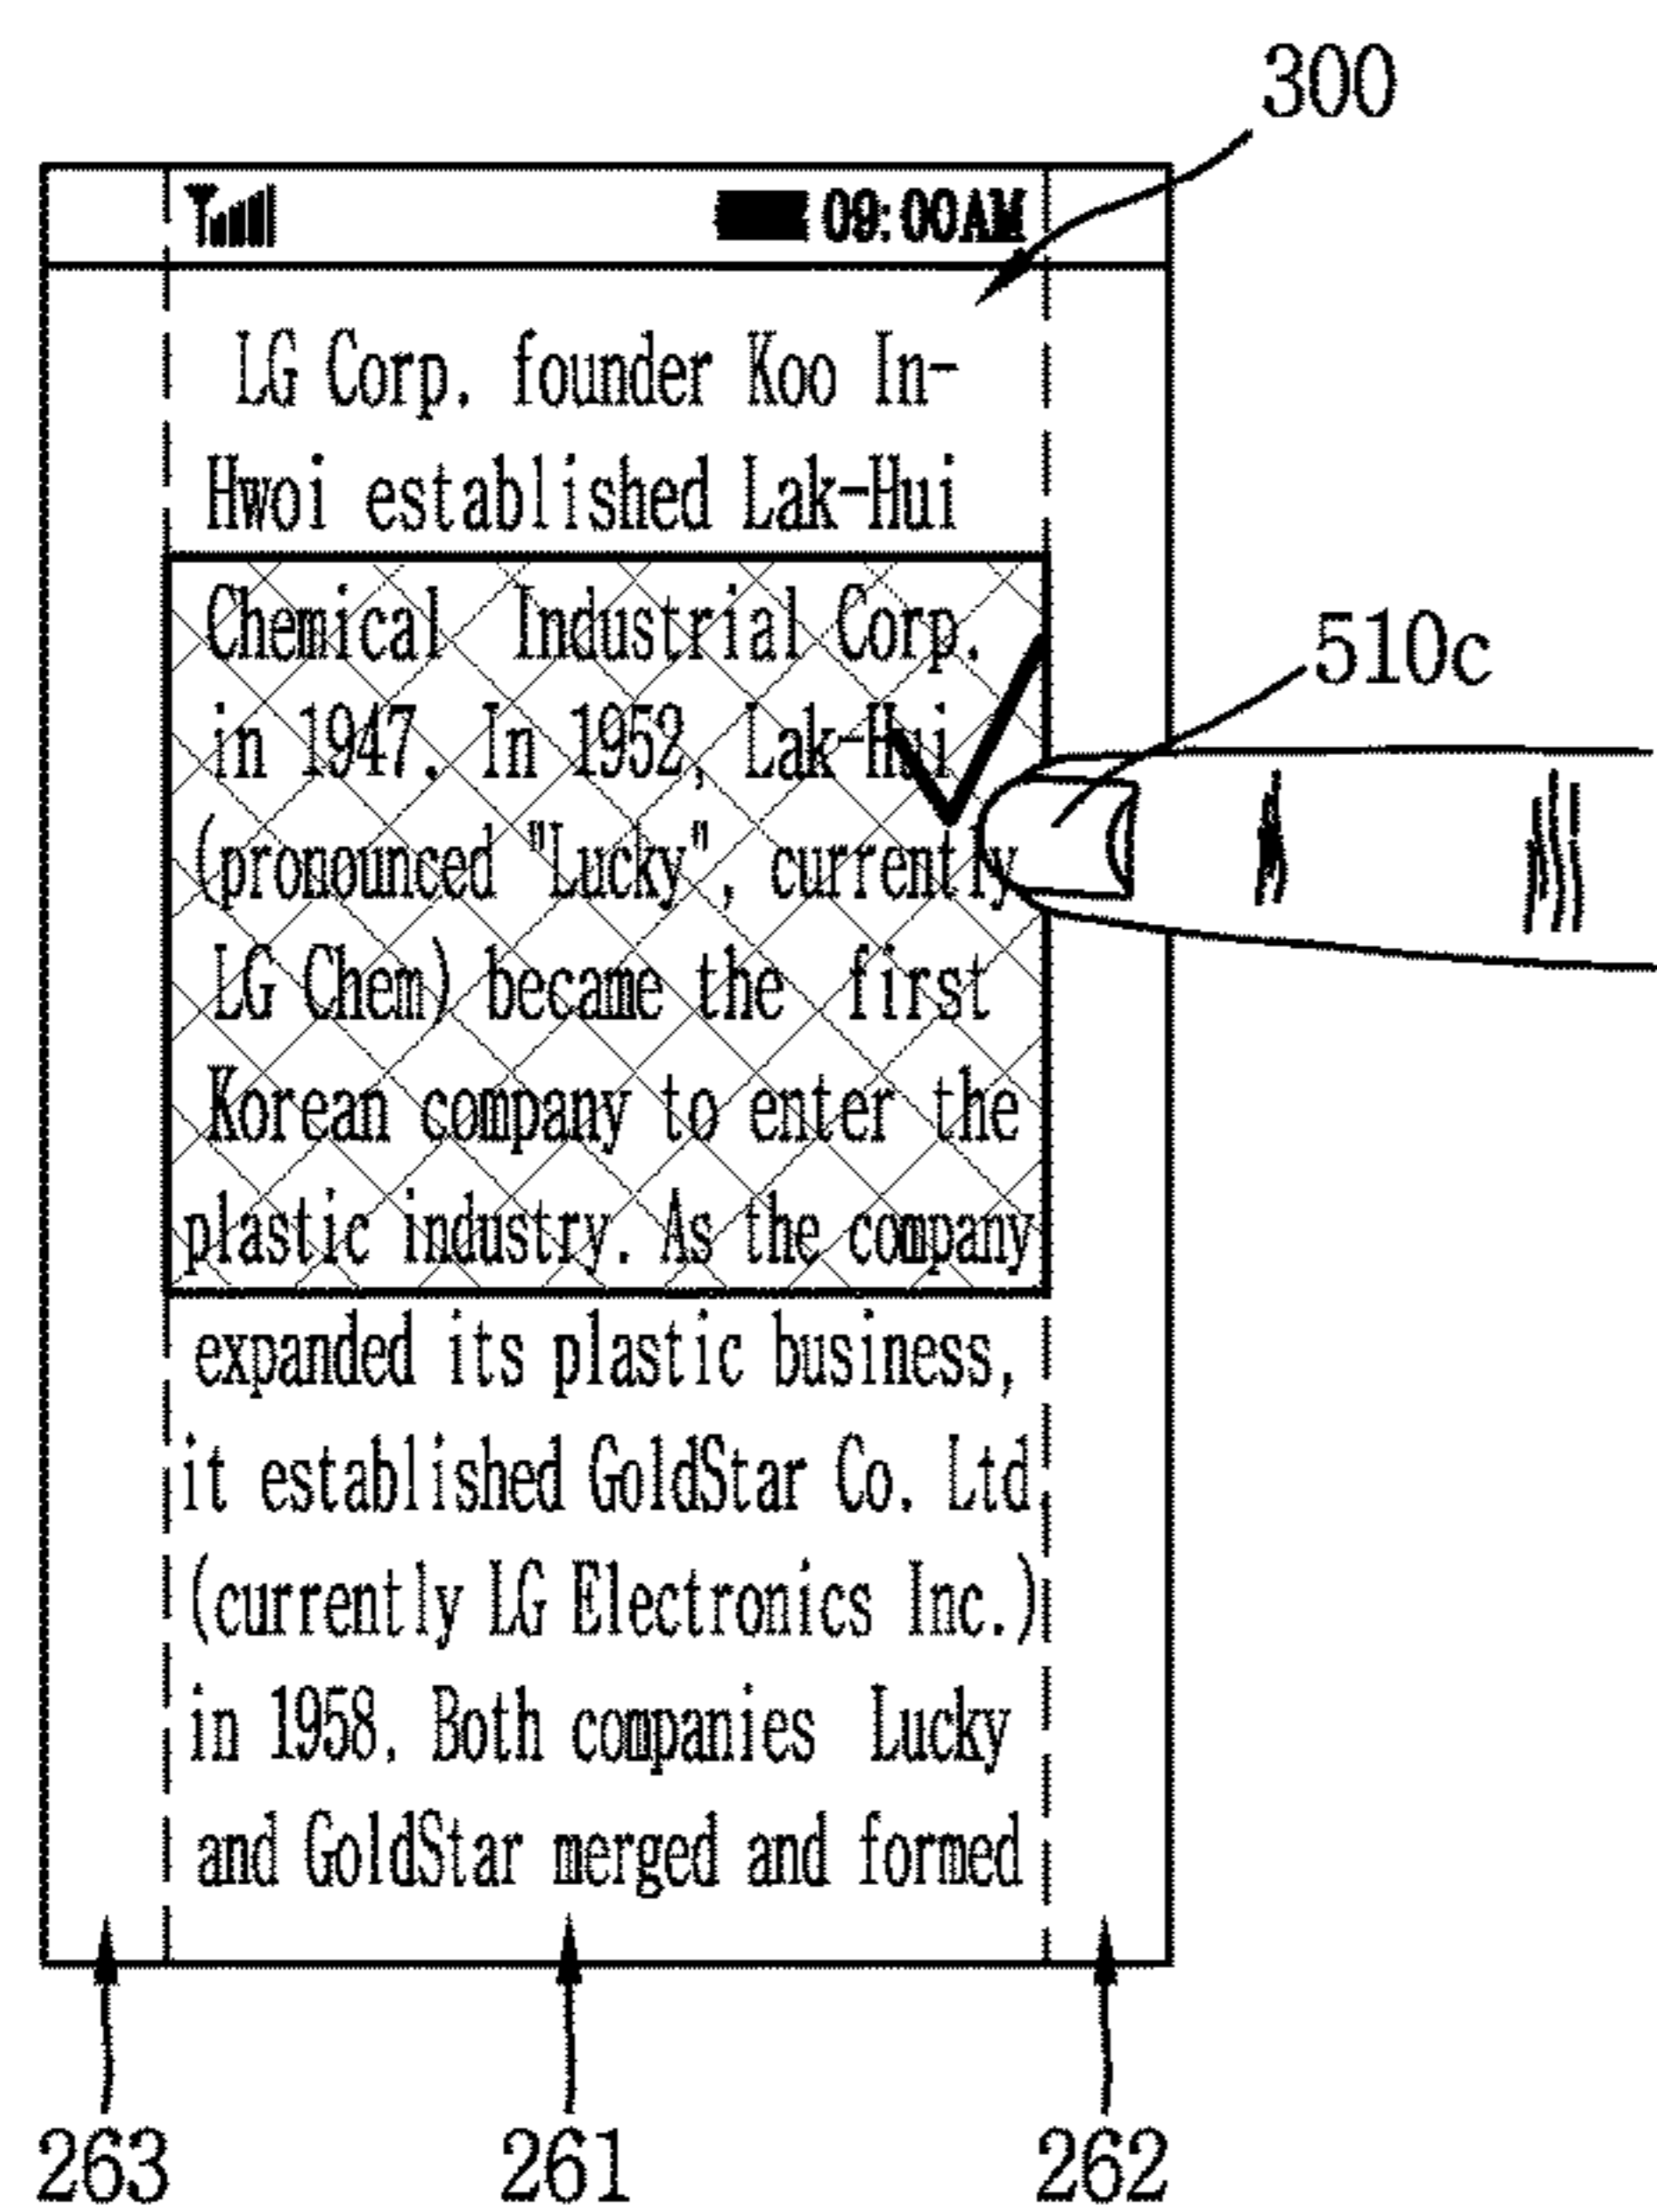 300
09:00AM
LG Corp. founder Koo In-
Hwoi established Lak-Hui
Chemical Industrial Corp.
in 1947. In 1952, Lak-Hui
510c
(pronounced "Lucky", currently
LG Chem) became the first
Korean company to enter the
plastic industry. As the company
expanded its plastic business,
it established GoldStar Co. Ltd
(currently LG Electronics Inc.)
in 1958. Both companies Lucky
and GoldStar merged and formed
263 261 262